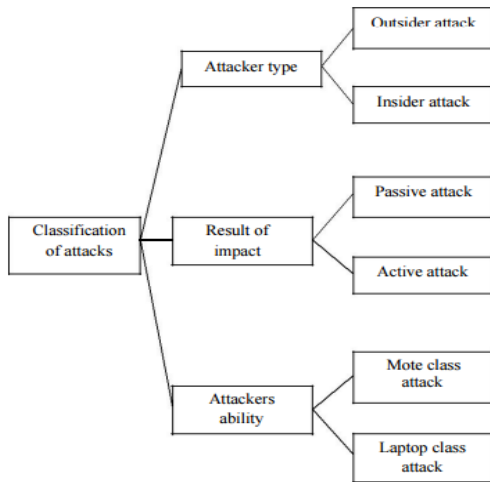 Outsider attack
Attacker type
Insider attack
Passive attack
Classification
of attacks
Result of
impact
Active attack
Mote class
attack
Attackers
ability
Laptop class
attack